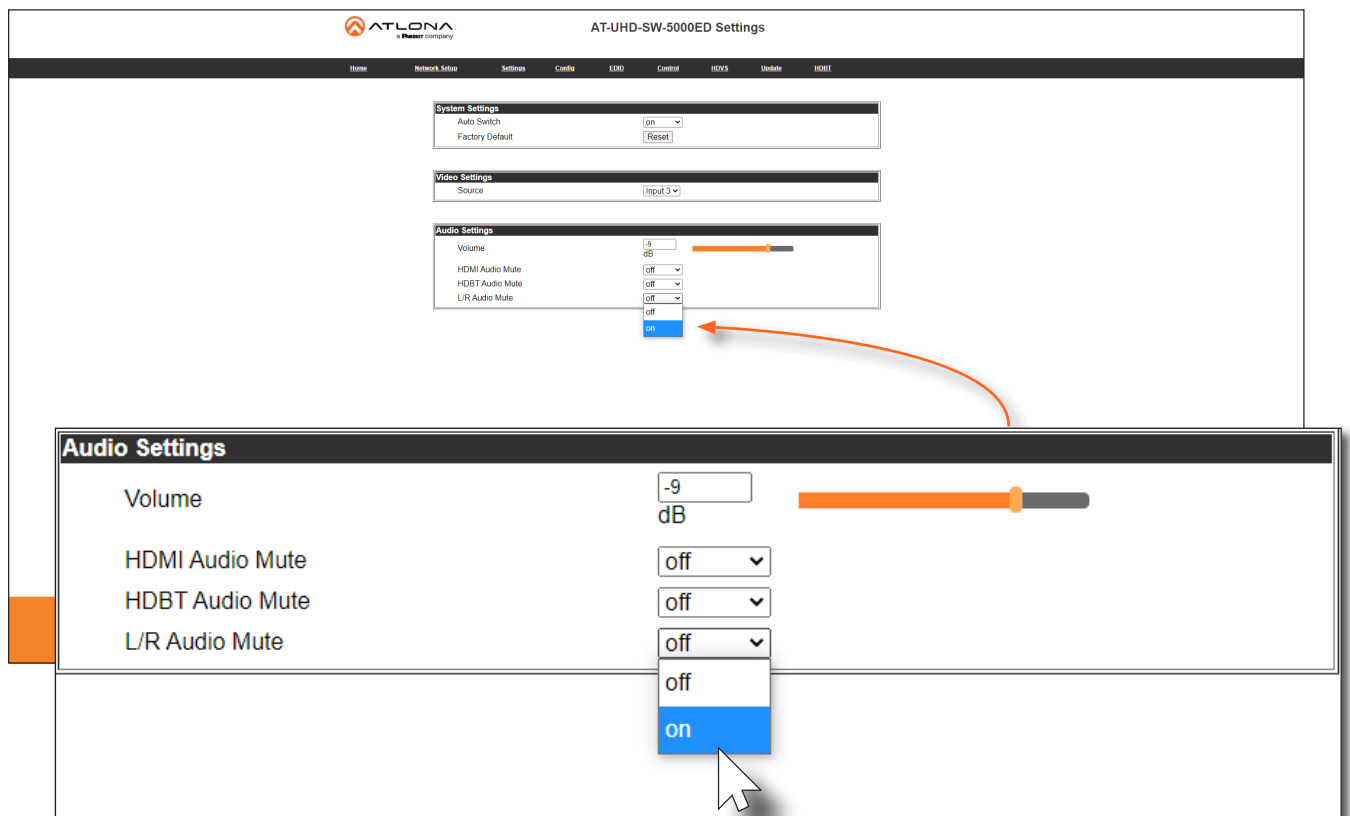 ATLONA
a PANDUIT company
AT-UHD-SW-5000ED Settings
Home Network Setup Settings Config EDID Control HDVS Update HDBT
System Settings
Auto Switch on
Factory Default Reset
Video Settings
Source Input 3
Audio Settings
Volume -9
dB
HDMI Audio Mute off
HDBT Audio Mute off
L/R Audio Mute off
off
on
Audio Settings
Volume -9
dB
HDMI Audio Mute off
HDBT Audio Mute off
L/R Audio Mute off
off
on